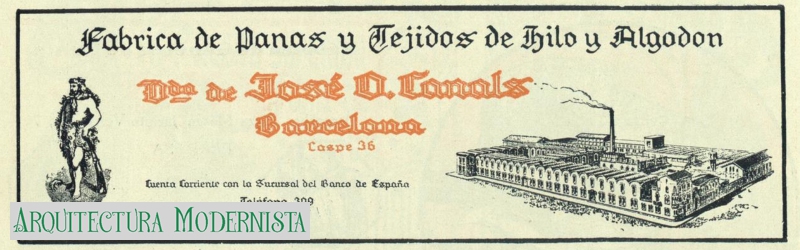 Fabrica de Panas y Tejidos de Hilo y Algodon
Vda de José O. Canals
Barcelona
Caspe 36
Cuenta Corriente con la Sucursal del Banco de España
Teléfono 399
ARQUITECTURA MODERNISTA